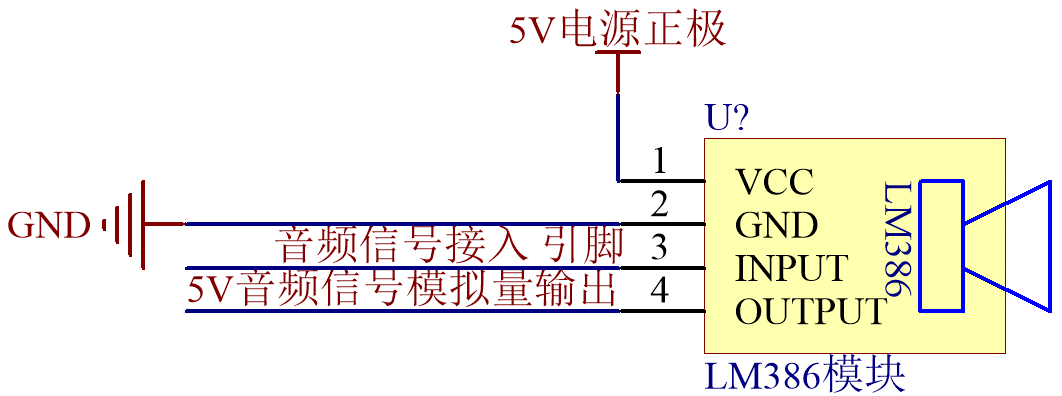 5V电源正极
U?
1 VCC
GND 2 GND
音频信号接入 引脚 3 INPUT
5V音频信号模拟量输出 4 OUTPUT
LM386
LM386模块